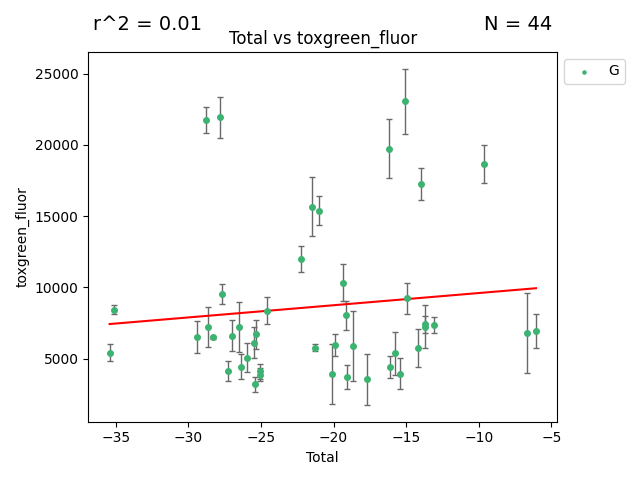 r^2 = 0.01
N = 44
Total vs toxgreen_fluor
G
25000
20000
15000
10000
5000
toxgreen_fluor
−35
−30
−25
−20
−15
−10
−5
Total